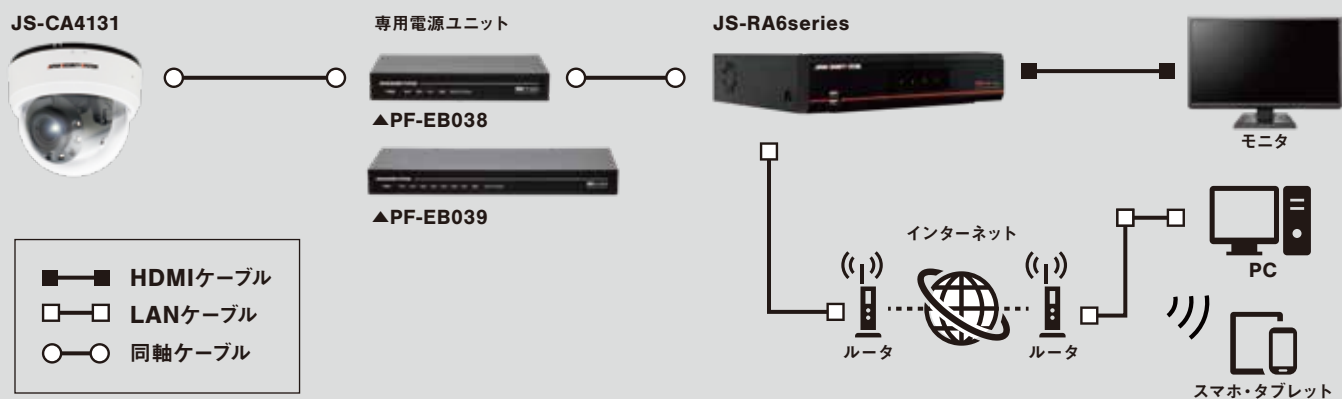 JS-CA4131
専用電源ユニット
JS-RA6series
▲PF-EB038
モニタ
▲PF-EB039
インターネット
PC
HDMIケーブル
LANケーブル
同軸ケーブル
ルータ
ルータ
スマホ・タブレット